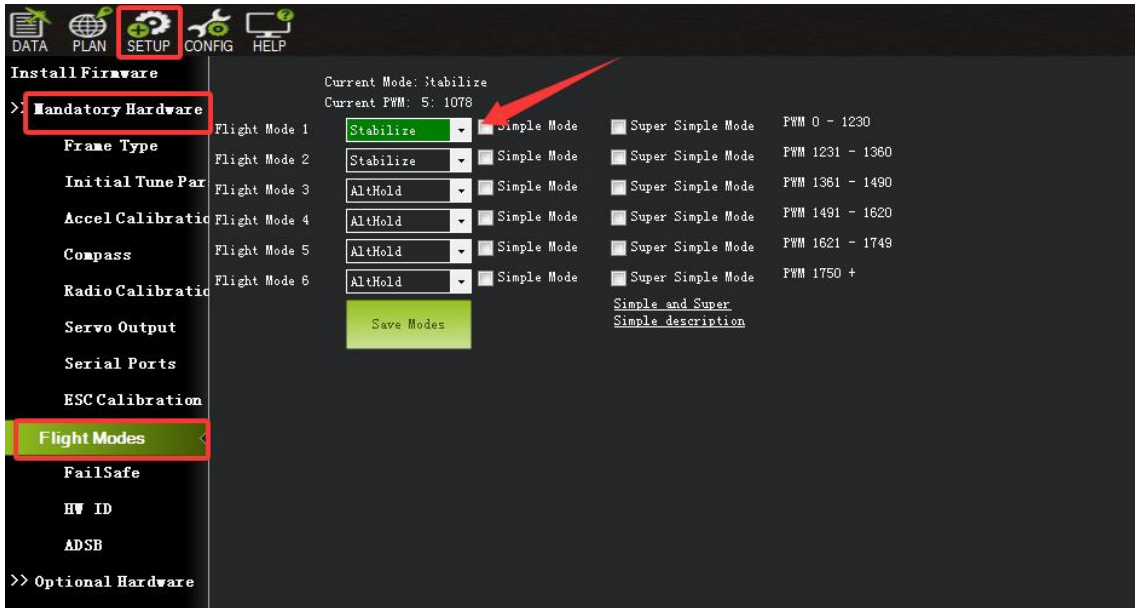 DATA PLAN SETUP CONFIG HELP
Install Firmware
>> Mandatory Hardware
Frame Type
Initial Tune Par
Accel Calibratic
Compass
Radio Calibratic
Servo Output
Serial Ports
ESC Calibration
Flight Modes
FailSafe
HW ID
ADSB
>> Optional Hardware
Current Mode: Stabilize
Current PWM: 5: 1078
Flight Mode 1 Stabilize Simple Mode Super Simple Mode PWM 0 - 1230
Flight Mode 2 Stabilize Simple Mode Super Simple Mode PWM 1231 - 1360
Flight Mode 3 AltHold Simple Mode Super Simple Mode PWM 1361 - 1490
Flight Mode 4 AltHold Simple Mode Super Simple Mode PWM 1491 - 1620
Flight Mode 5 AltHold Simple Mode Super Simple Mode PWM 1621 - 1749
Flight Mode 6 AltHold Simple Mode Super Simple Mode PWM 1750 +
Save Modes
Simple and Super
Simple description